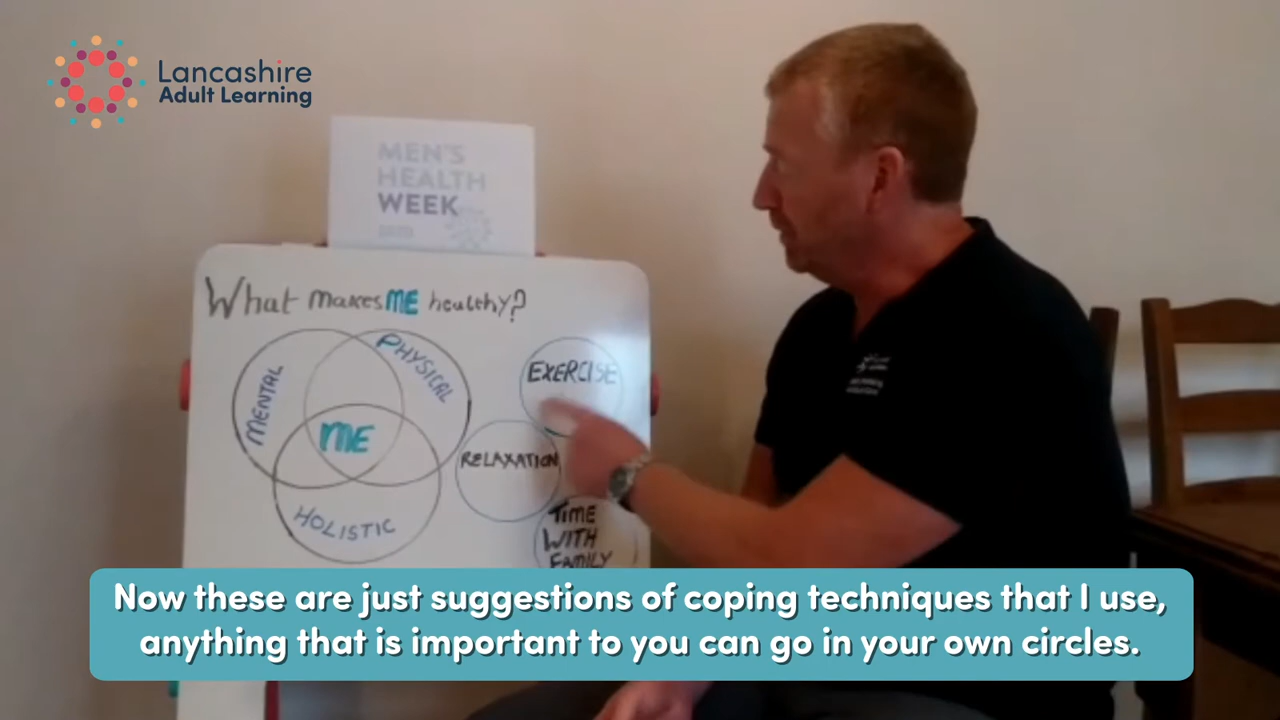 Lancashire
Adult Learning
MEN'S
HEALTH
WEEK
What makes ME healthy?
MENTAL
PHYSICAL
ME
HOLISTIC
EXERCISE
RELAXATION
TIME
WITH
FAMILY
Now these are just suggestions of coping techniques that I use,
anything that is important to you can go in your own circles.